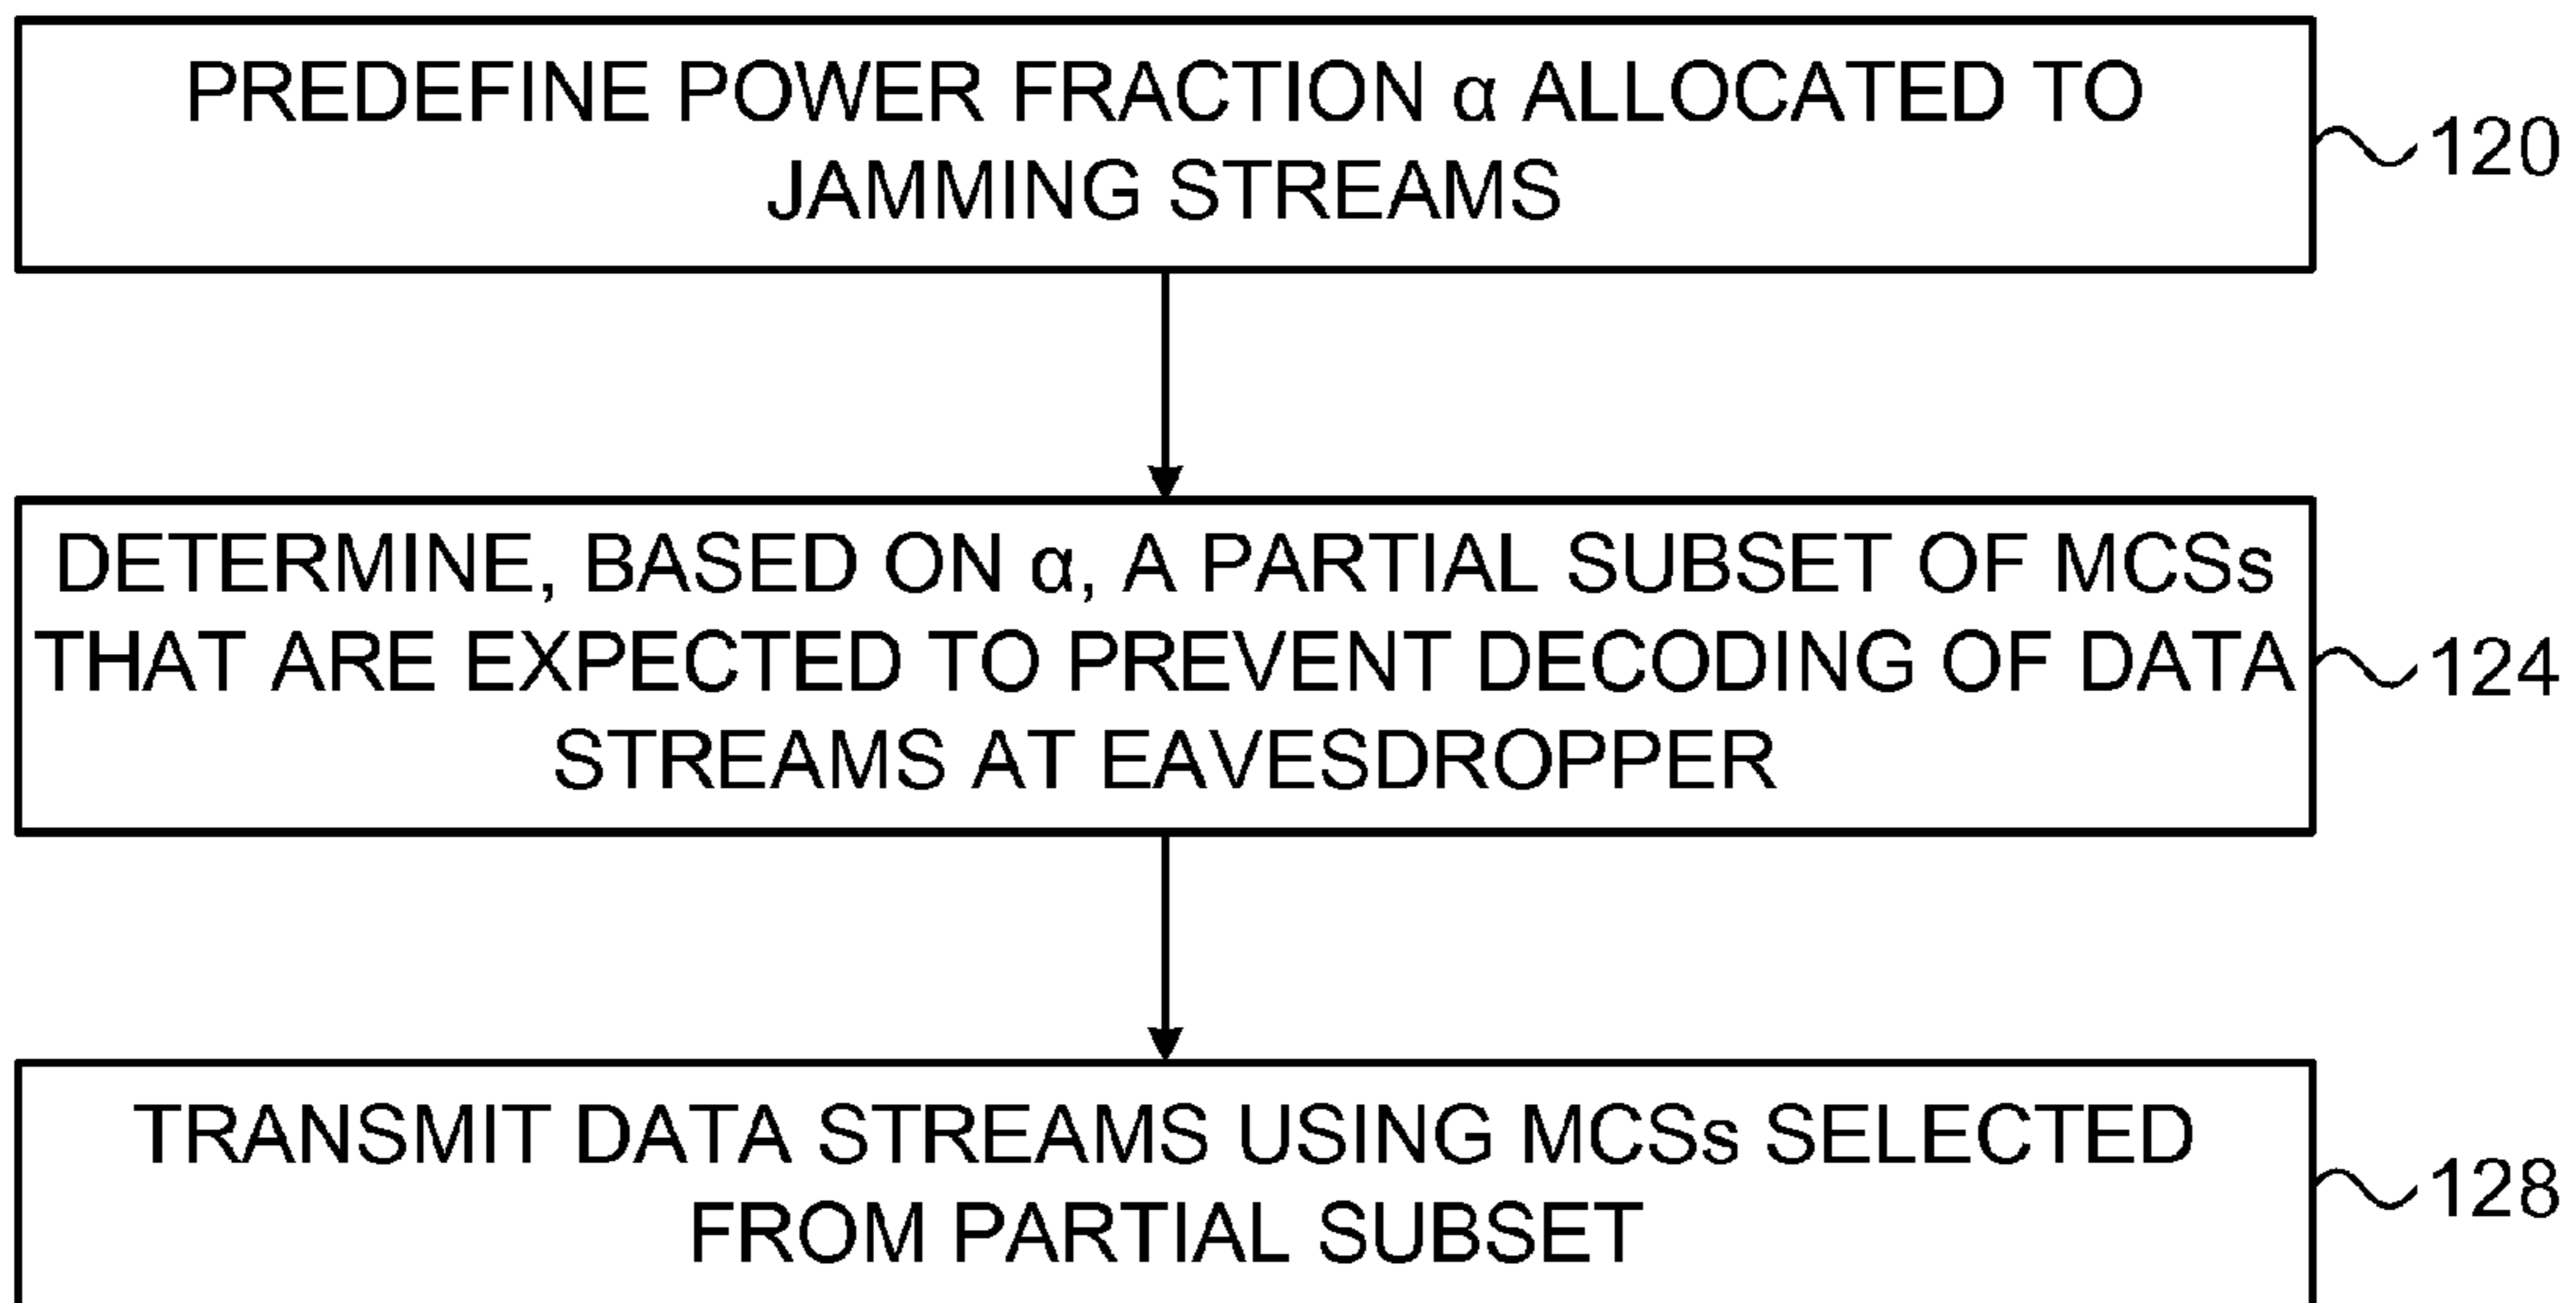 PREDEFINE POWER FRACTION α ALLOCATED TO
JAMMING STREAMS
120
DETERMINE, BASED ON α, A PARTIAL SUBSET OF MCSs
THAT ARE EXPECTED TO PREVENT DECODING OF DATA
STREAMS AT EAVESDROPPER
124
TRANSMIT DATA STREAMS USING MCSs SELECTED
FROM PARTIAL SUBSET
128